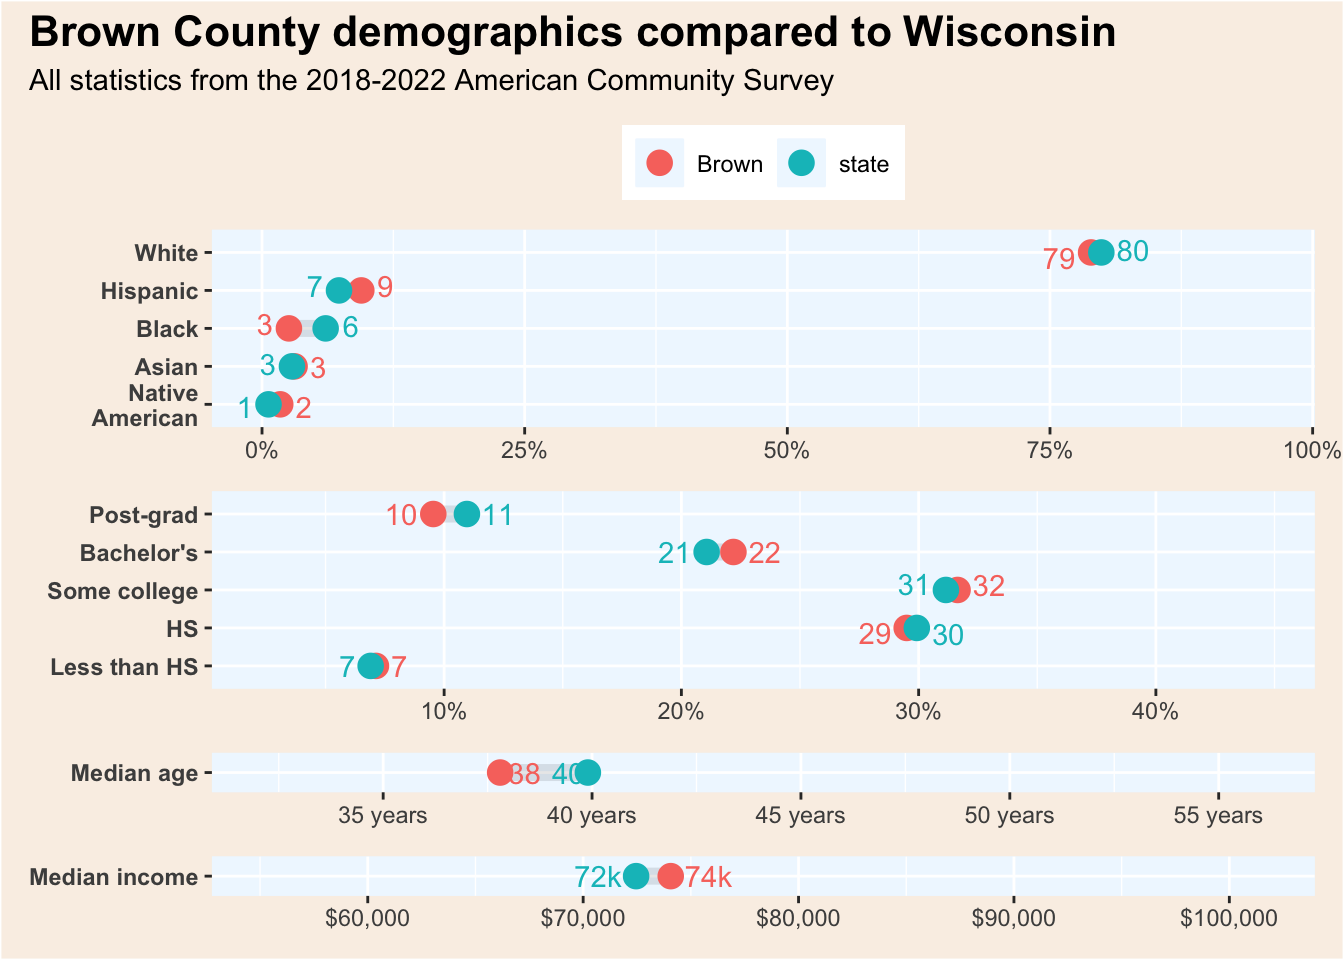 Brown County demographics compared to Wisconsin
All statistics from the 2018-2022 American Community Survey
Brown state
White 79 80
Hispanic 7 9
Black 3 6
Asian 3 3
Native
American 1 2
0% 25% 50% 75% 100%
Post-grad 10 11
Bachelor's 21 22
Some college 31 32
HS 29 30
Less than HS 7 7
10% 20% 30% 40%
Median age 38 40
35 years 40 years 45 years 50 years 55 years
Median income 72k 74k
$60,000 $70,000 $80,000 $90,000 $100,000